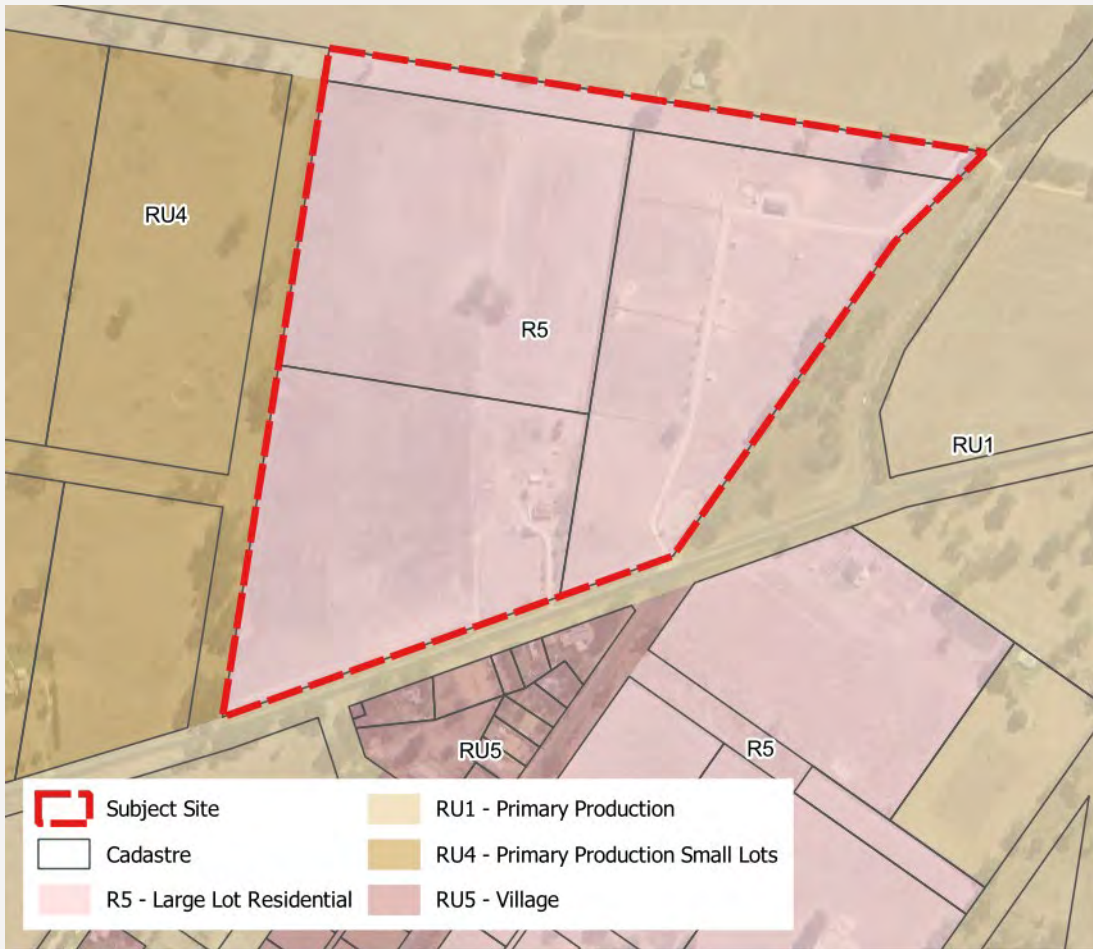 RU4
R5
RU1
RU5
R5
Subject Site
Cadastre
R5 - Large Lot Residential
RU1 - Primary Production
RU4 - Primary Production Small Lots
RU5 - Village